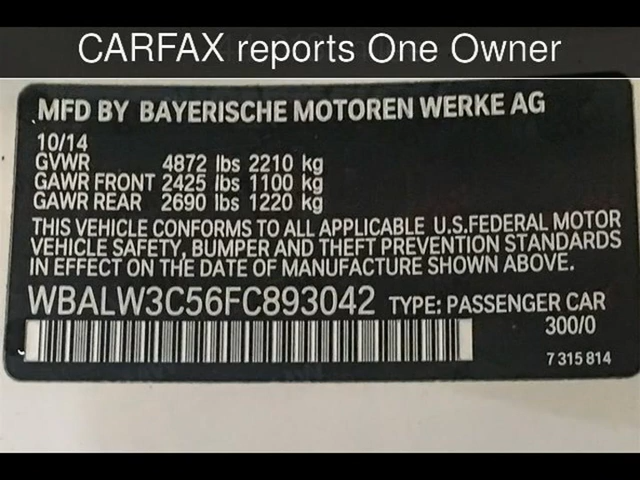 CARFAX reports One Owner
MFD BY BAYERISCHE MOTOREN WERKE AG
10/14
GVWR 4872 lbs 2210 kg
GAWR FRONT 2425 lbs 1100 kg
GAWR REAR 2690 lbs 1220 kg
THIS VEHICLE CONFORMS TO ALL APPLICABLE U.S.FEDERAL MOTOR
VEHICLE SAFETY, BUMPER AND THEFT PREVENTION STANDARDS
IN EFFECT ON THE DATE OF MANUFACTURE SHOWN ABOVE.
WBALW3C56FC893042 TYPE: PASSENGER CAR
300/0
7 315 814